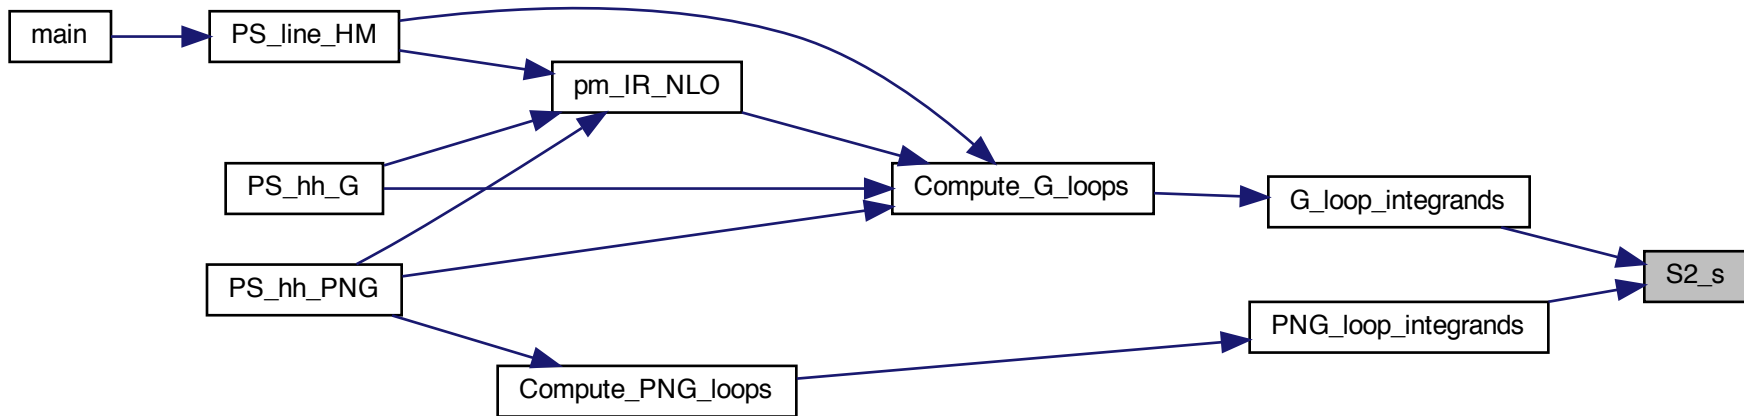 main
PS_line_HM
pm_IR_NLO
PS_hh_G
Compute_G_loops
G_loop_integrands
S2_s
PS_hh_PNG
PNG_loop_integrands
Compute_PNG_loops